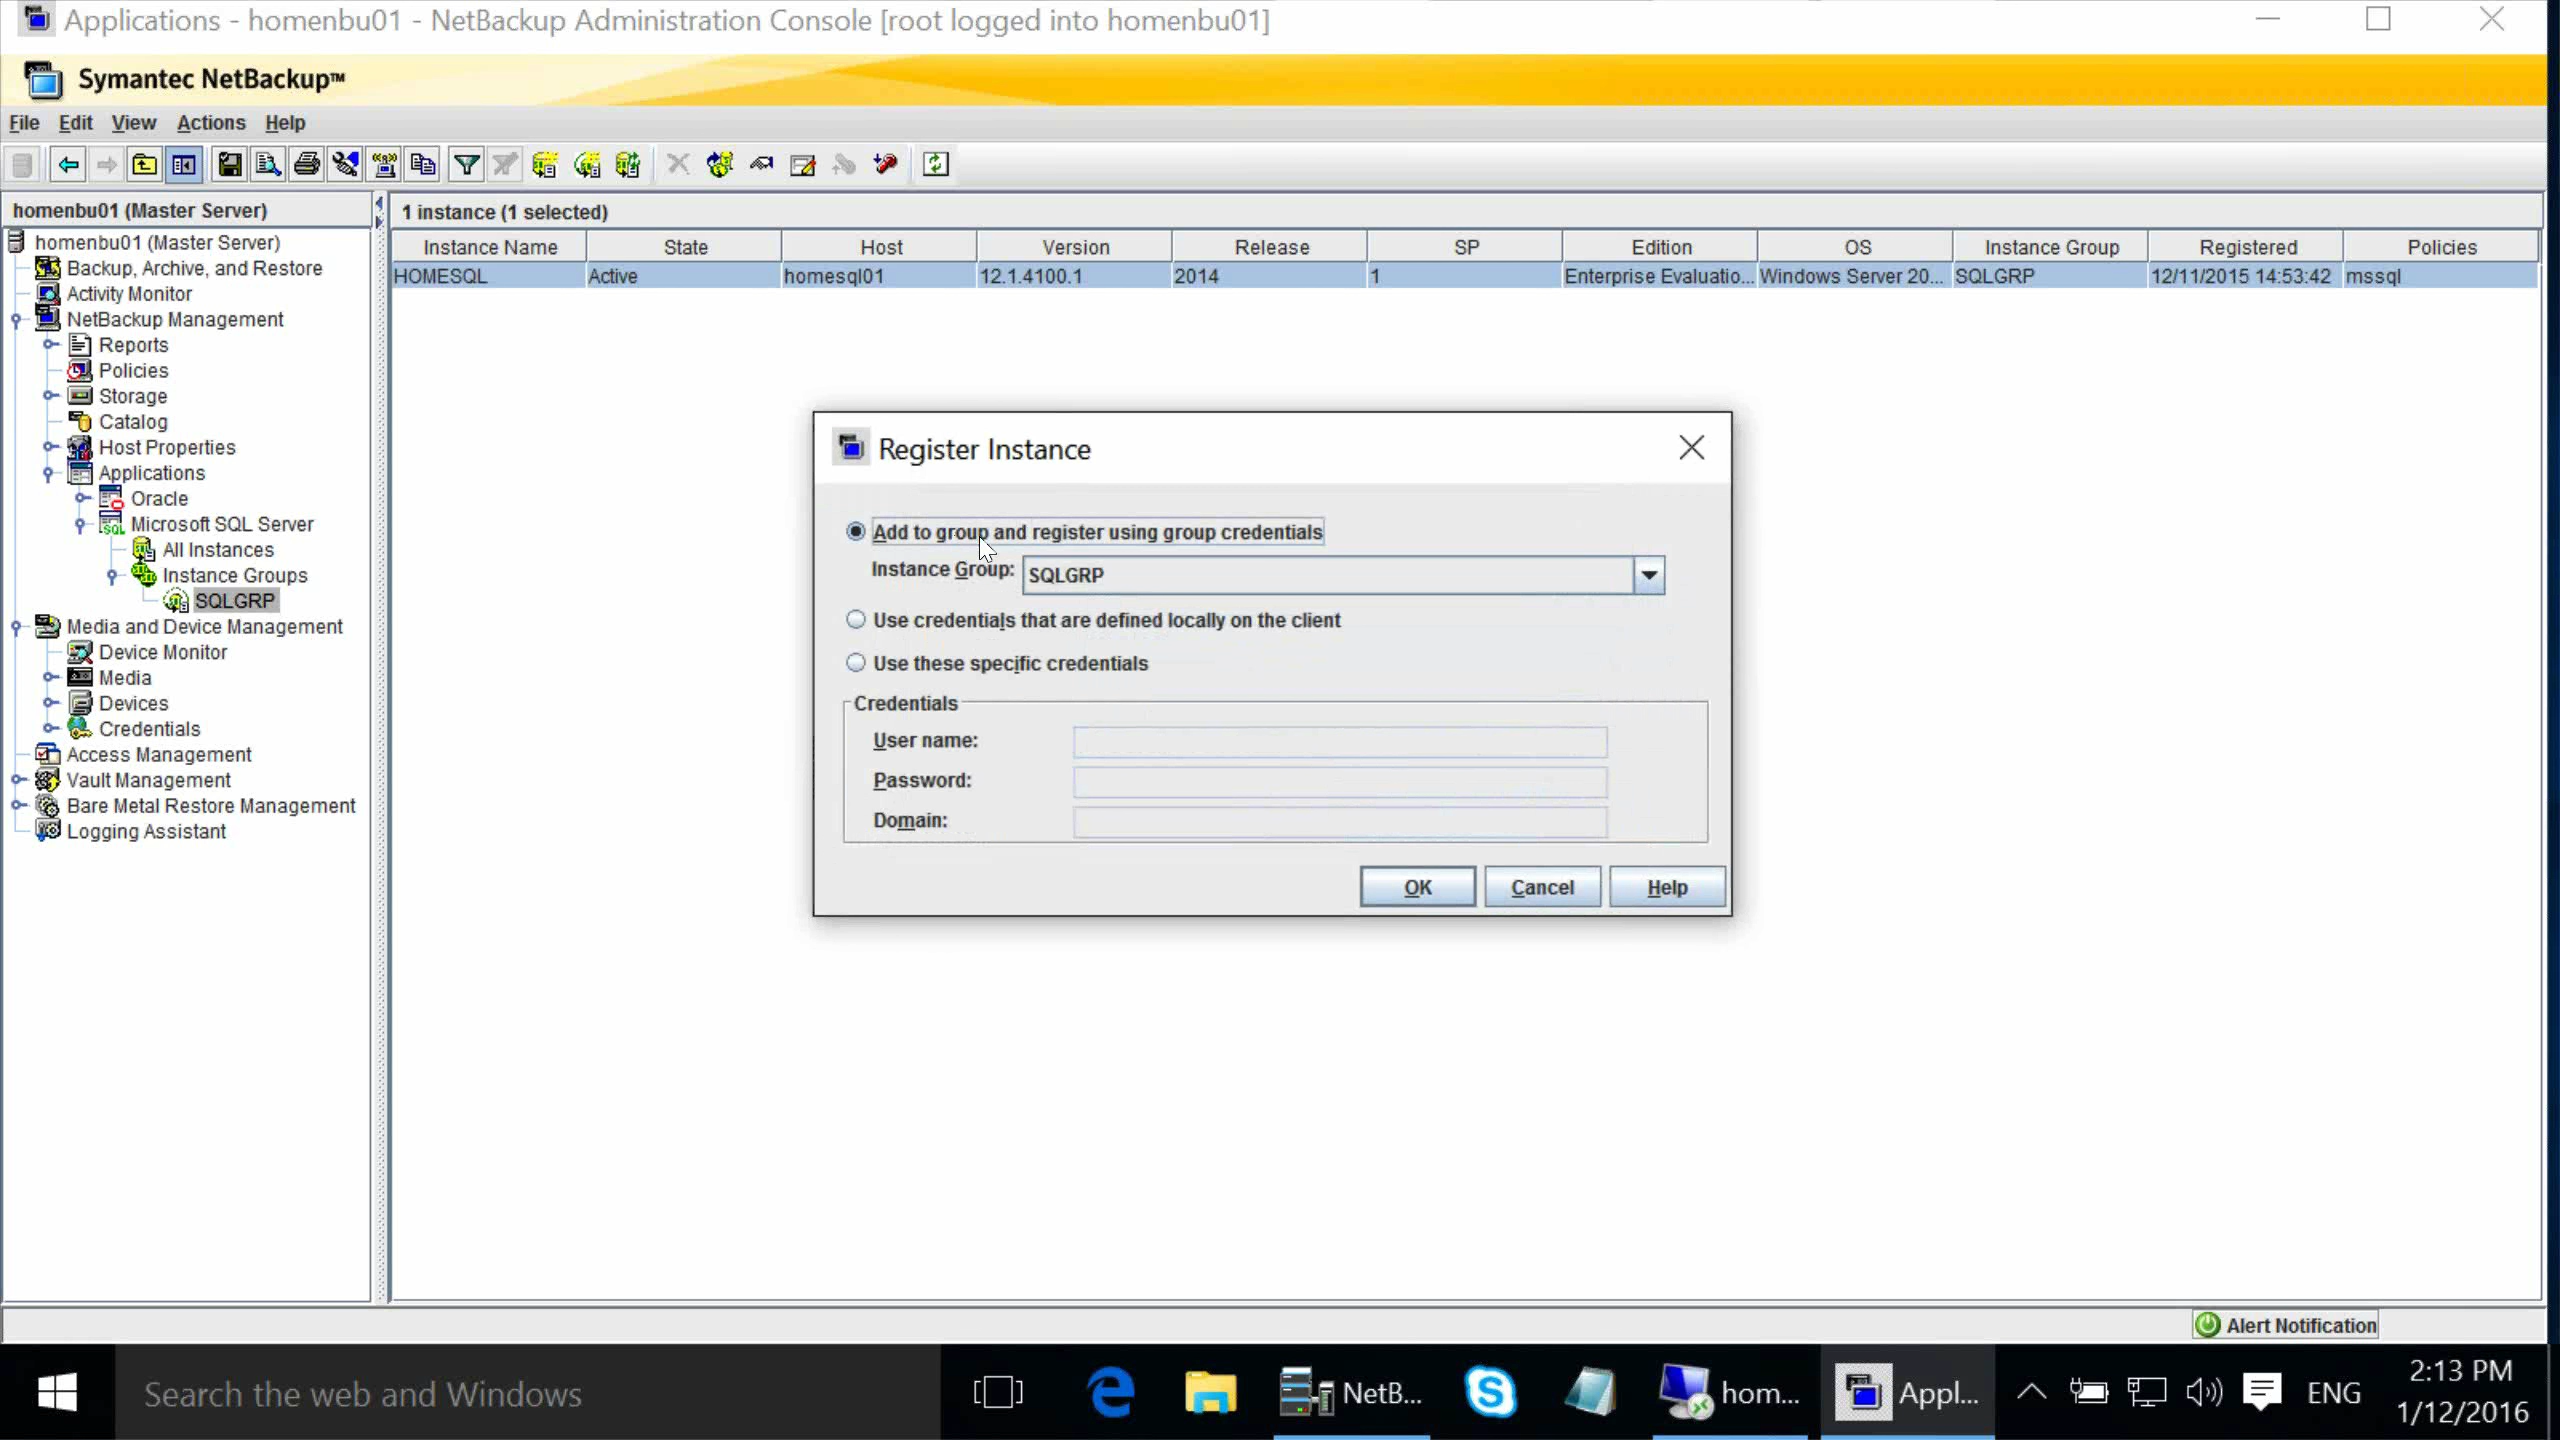 Applications - homenbu01 - NetBackup Administration Console [root logged into homenbu01]
Symantec NetBackup™
File Edit View Actions Help
homenbu01 (Master Server)
homenbu01 (Master Server)
Backup, Archive, and Restore
Activity Monitor
NetBackup Management
Reports
Policies
Storage
Catalog
Host Properties
Applications
Oracle
Microsoft SQL Server
All Instances
Instance Groups
SQLGRP
Media and Device Management
Device Monitor
Media
Devices
Credentials
Access Management
Vault Management
Bare Metal Restore Management
Logging Assistant
1 instance (1 selected)
Instance Name State Host Version Release SP Edition OS Instance Group Registered Policies
HOMESQL Active homesql01 12.1.4100.1 2014 1 Enterprise Evaluatio... Windows Server 20... SQLGRP 12/11/2015 14:53:42 mssql
Register Instance
Add to group and register using group credentials
Instance Group: SQLGRP
Use credentials that are defined locally on the client
Use these specific credentials
Credentials
User name:
Password:
Domain:
OK Cancel Help
Alert Notification
Search the web and Windows
NetB...
hom...
Appl...
ENG
2:13 PM
1/12/2016